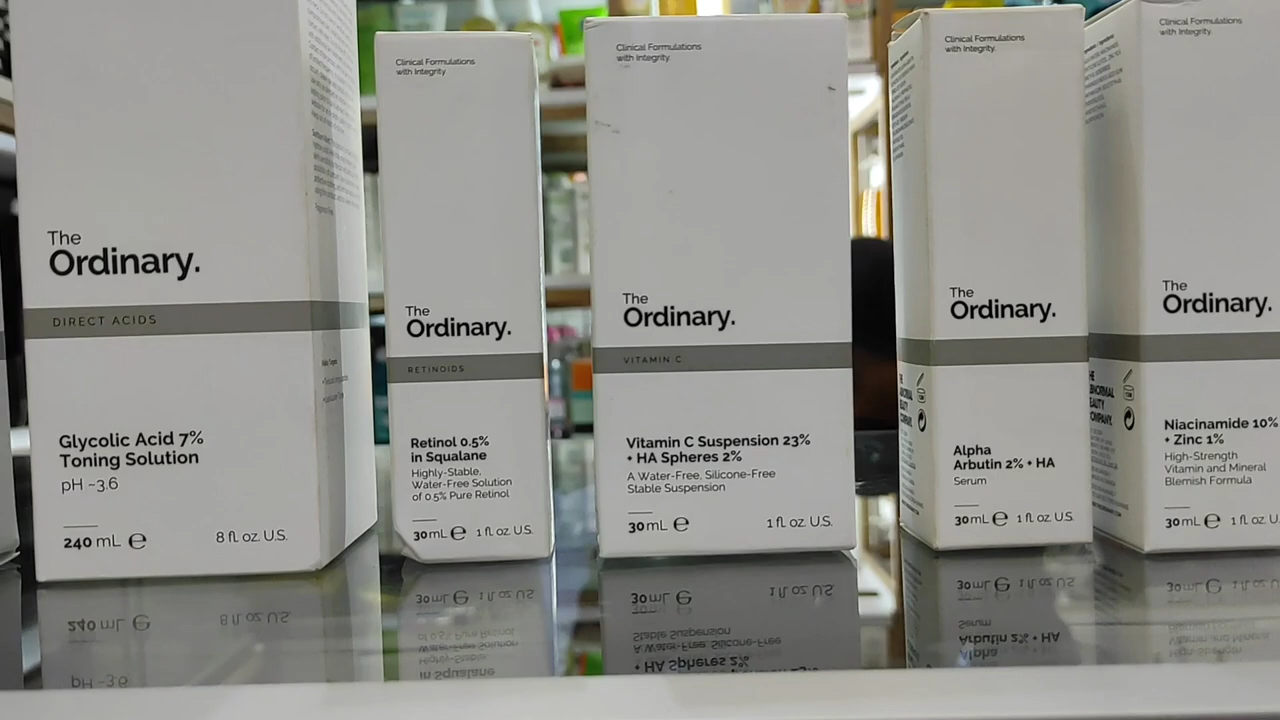 The
Ordinary.
DIRECT ACIDS
Glycolic Acid 7%
Toning Solution
pH ~3.6
240 mL e 8 fl. oz. U.S.
Clinical Formulations
with Integrity.
The
Ordinary.
RETINOIDS
Retinol 0.5%
in Squalane
Highly-Stable,
Water-Free Solution
of 0.5% Pure Retinol
30 mL e 1 fl oz. U.S.
Clinical Formulations
with Integrity.
The
Ordinary.
VITAMIN C
Vitamin C Suspension 23%
+ HA Spheres 2%
A Water-Free, Silicone-Free
Stable Suspension
30 mL e 1 fl. oz. U.S.
Clinical Formulations
with Integrity.
The
Ordinary.
Alpha
Arbutin 2% + HA
Serum
30 mL e 1 fl oz. U.S.
Clinical Formulations
with Integrity.
The
Ordinary.
Niacinamide 10%
+ Zinc 1%
High-Strength
Vitamin and Mineral
Blemish Formula
30 mL e 1 fl oz. U.